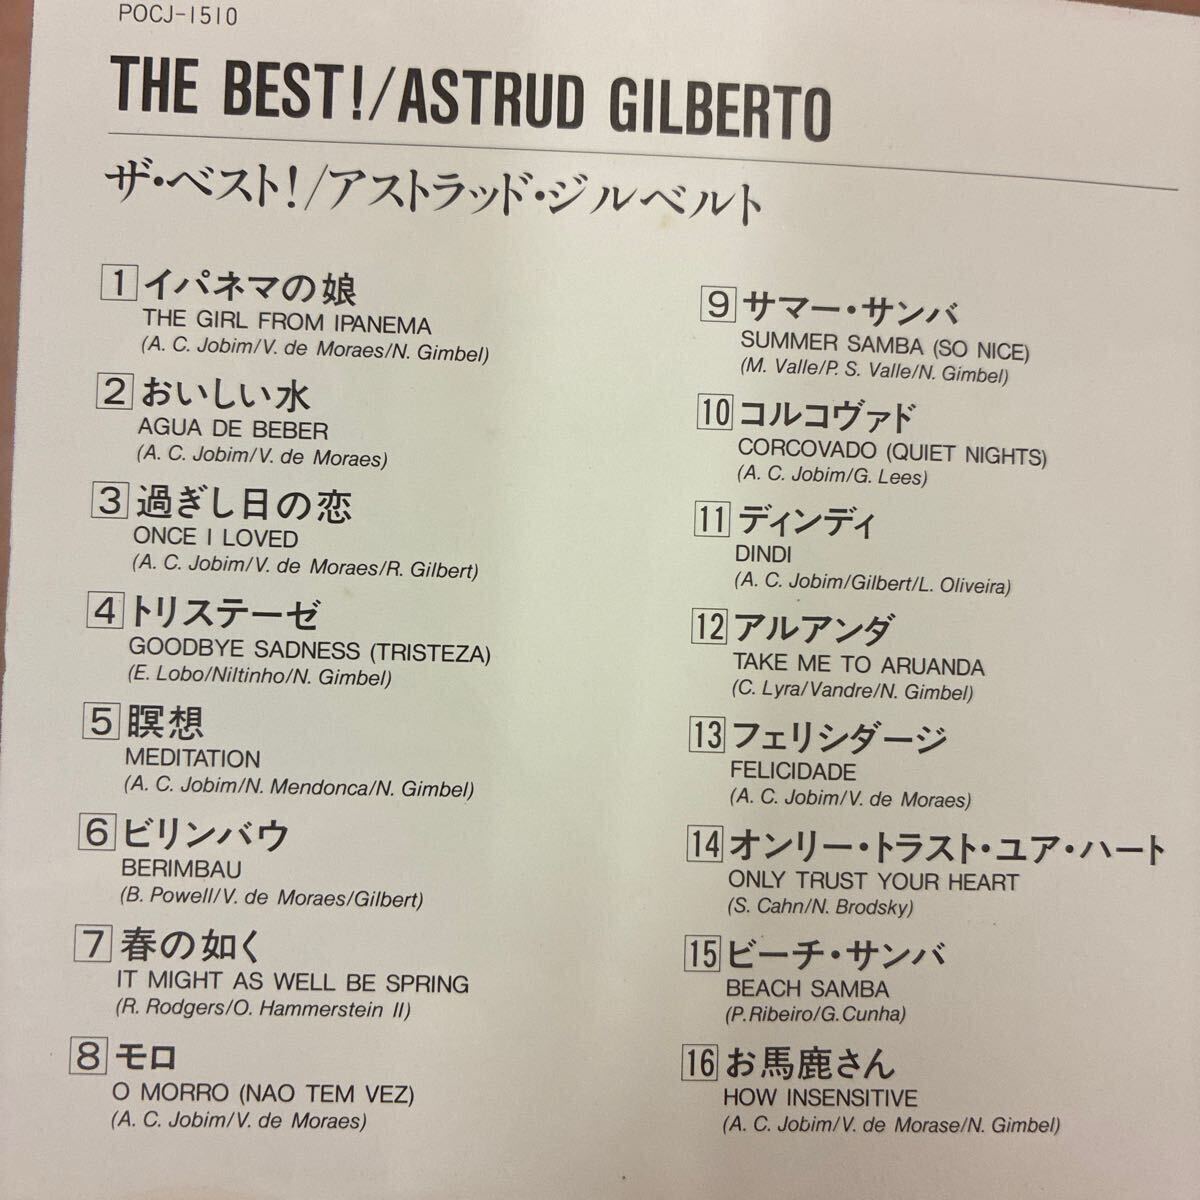 POCJ-1510
THE BEST!/ASTRUD GILBERTO
ザ・ベスト!/アストラッド・ジルベルト
1 イパネマの娘
THE GIRL FROM IPANEMA
(A. C. Jobim/V. de Moraes/N. Gimbel)
2 おいしい水
AGUA DE BEBER
(A. C. Jobim/V. de Moraes)
3 過ぎし日の恋
ONCE I LOVED
(A. C. Jobim/V. de Moraes/R. Gilbert)
4 トリステーゼ
GOODBYE SADNESS (TRISTEZA)
(E. Lobo/Niltinho/N. Gimbel)
5 瞑想
MEDITATION
(A. C. Jobim/N. Mendonca/N. Gimbel)
6 ビリンバウ
BERIMBAU
(B. Powell/V. de Moraes/Gilbert)
7 春の如く
IT MIGHT AS WELL BE SPRING
(R. Rodgers/O. Hammerstein II)
8 モロ
O MORRO (NAO TEM VEZ)
(A. C. Jobim/V. de Moraes)
9 サマー・サンバ
SUMMER SAMBA (SO NICE)
(M. Valle/P. S. Valle/N. Gimbel)
10 コルコヴァド
CORCOVADO (QUIET NIGHTS)
(A. C. Jobim/G. Lees)
11 ディンディ
DINDI
(A. C. Jobim/Gilbert/L. Oliveira)
12 アルアンダ
TAKE ME TO ARUANDA
(C. Lyra/Vandre/N. Gimbel)
13 フェリシダージ
FELICIDADE
(A. C. Jobim/V. de Moraes)
14 オンリー・トラスト・ユア・ハート
ONLY TRUST YOUR HEART
(S. Cahn/N. Brodsky)
15 ビーチ・サンバ
BEACH SAMBA
(P. Ribeiro/G. Cunha)
16 お馬鹿さん
HOW INSENSITIVE
(A. C. Jobim/V. de Morase/N. Gimbel)